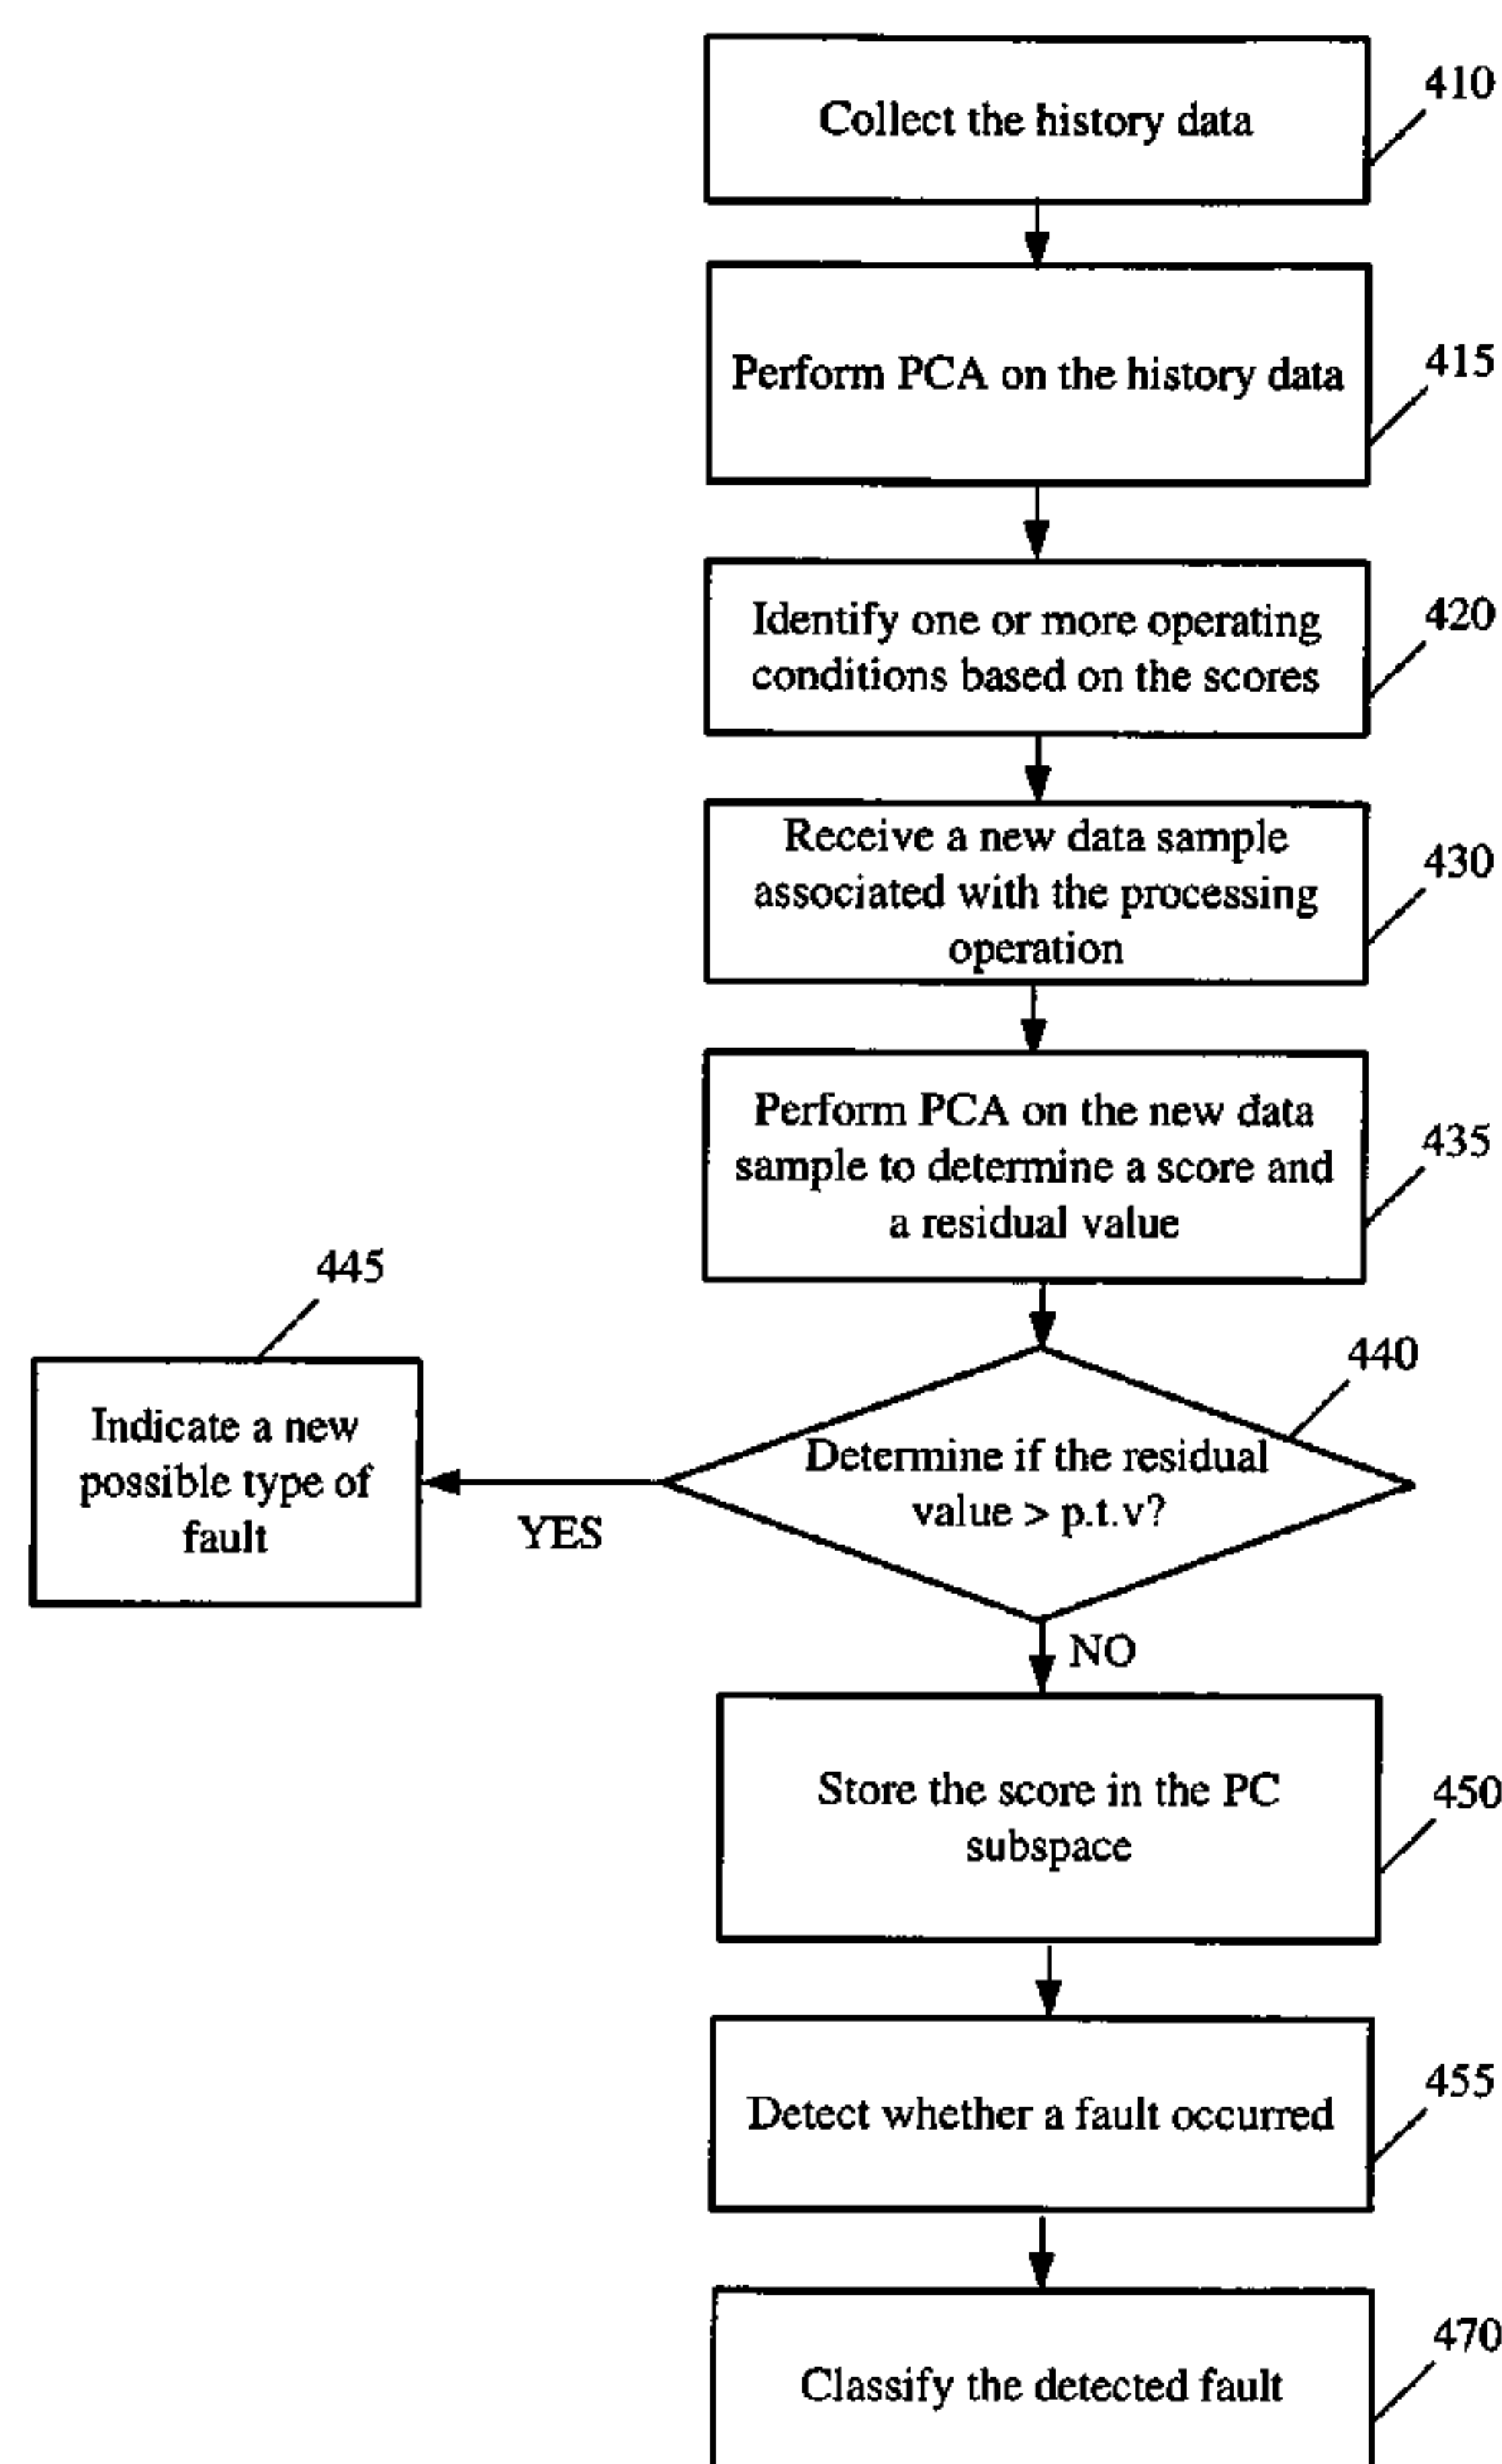 Collect the history data
410
Perform PCA on the history data
415
Identify one or more operating
conditions based on the scores
420
Receive a new data sample
associated with the processing
operation
430
Perform PCA on the new data
sample to determine a score and
a residual value
435
445
Indicate a new
possible type of
fault
YES
440
Determine if the residual
value > p.t.v?
NO
Store the score in the PC
subspace
450
Detect whether a fault occurred
455
Classify the detected fault
470